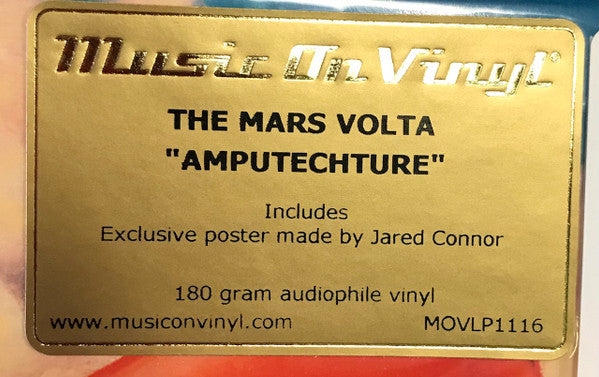 Music On Vinyl®
THE MARS VOLTA
"AMPUTECHTURE"
Includes
Exclusive poster made by Jared Connor
180 gram audiophile vinyl
www.musiconvinyl.com MOVLP1116